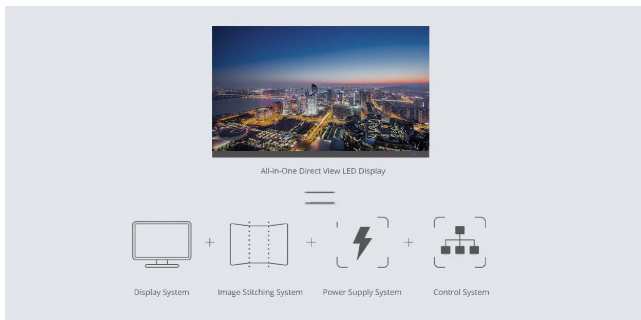 All-in-One Direct View LED Display
Display System + Image Stitching System + Power Supply System + Control System